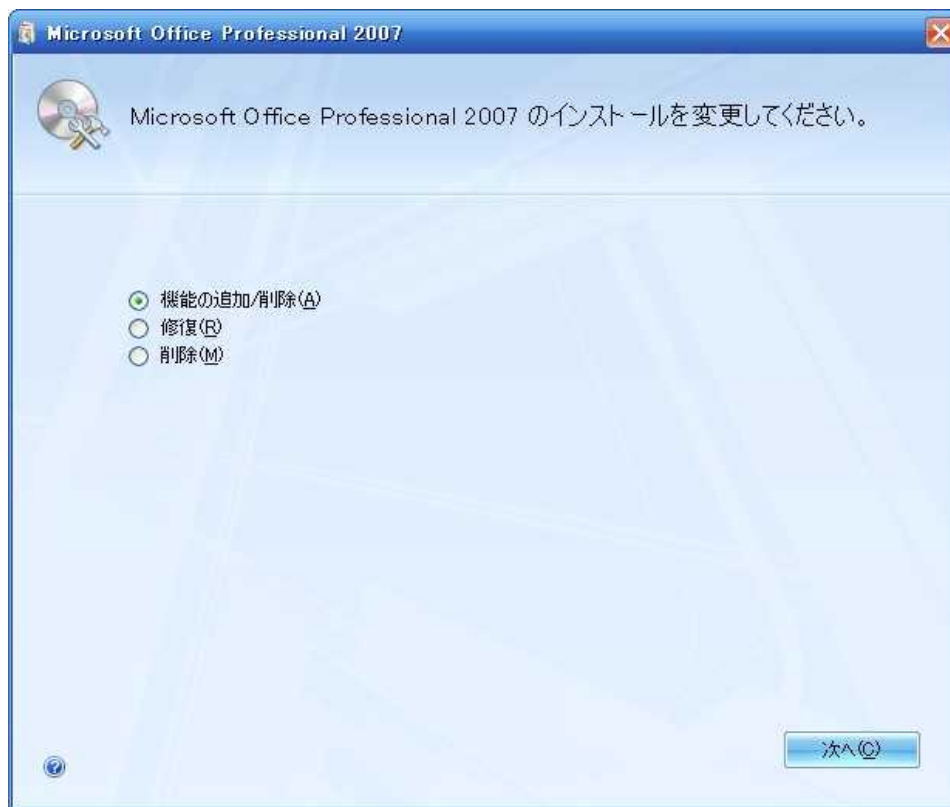 Microsoft Office Professional 2007
Microsoft Office Professional 2007 のインストールを変更してください。
機能の追加/削除(A)
修復(R)
削除(M)
次へ(C)